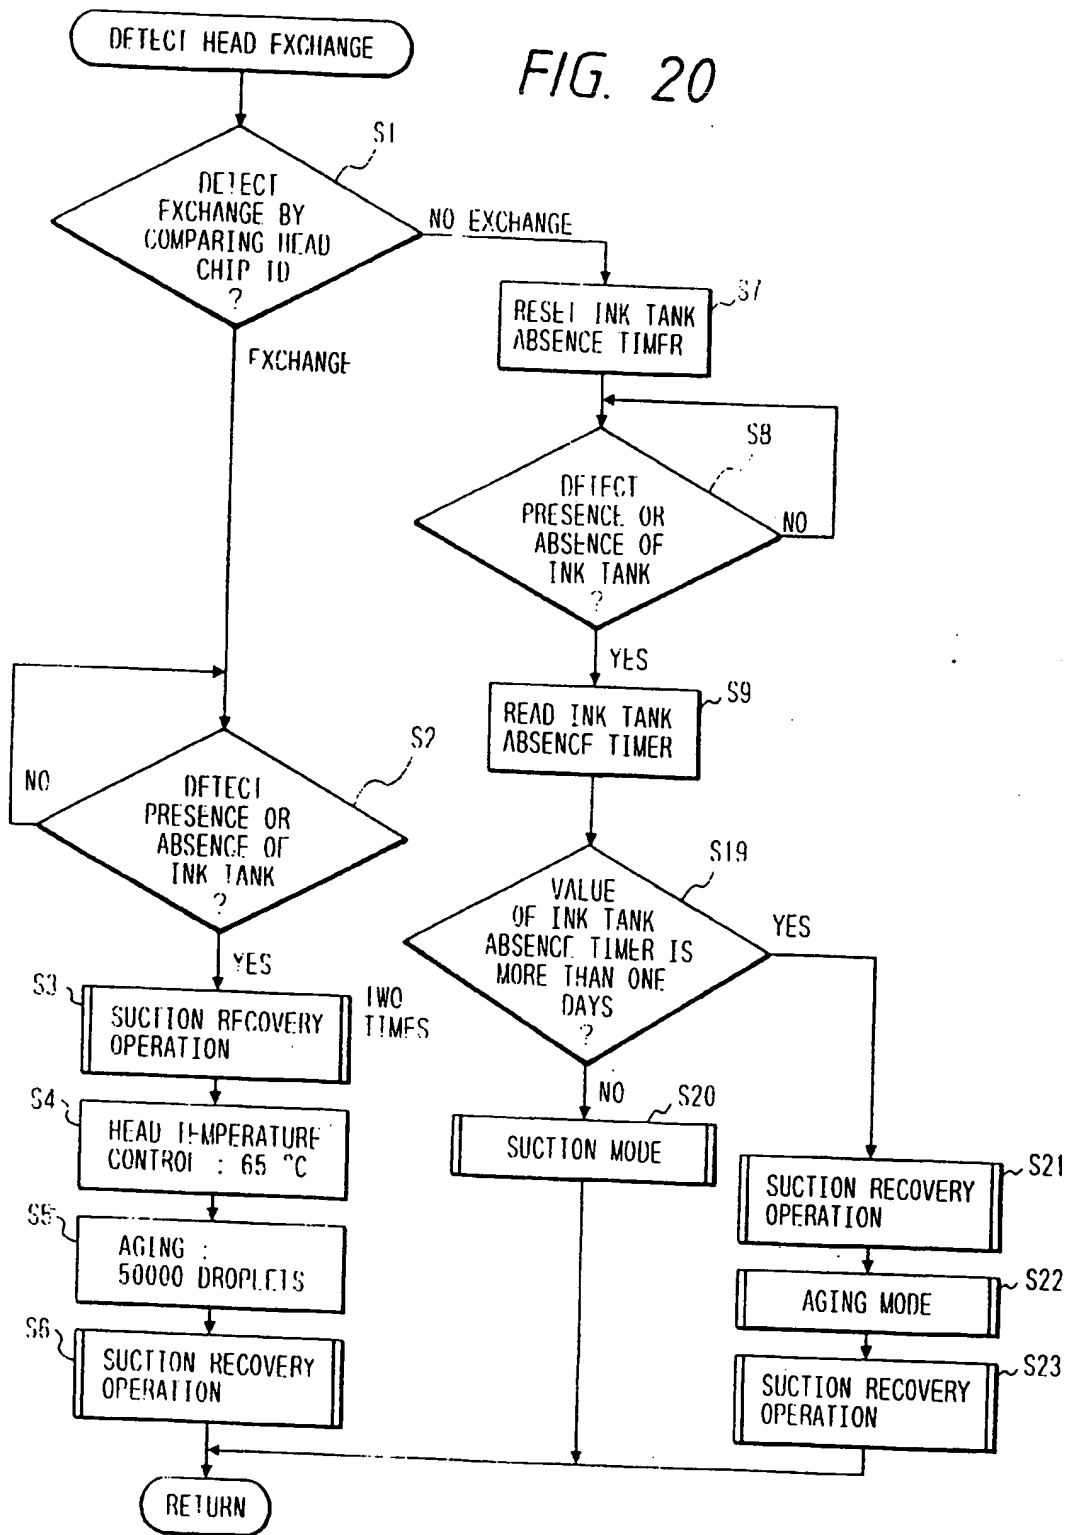 DETECT HEAD EXCHANGE
FIG. 20
S1
DETECT
EXCHANGE BY
COMPARING HEAD
CHIP ID
?
NO EXCHANGE
EXCHANGE
S7
RESET INK TANK
ABSENCE TIMER
S8
DETECT
PRESENCE OR
ABSENCE OF
INK TANK
?
NO
YES
S9
READ INK TANK
ABSENCE TIMER
S2
DETECT
PRESENCE OR
ABSENCE OF
INK TANK
?
NO
YES
S19
VALUE
OF INK TANK
ABSENCE TIMER IS
MORE THAN ONE
DAYS
?
YES
NO
S3
SUCTION RECOVERY
OPERATION
TWO
TIMES
S4
HEAD TEMPERATURE
CONTROL : 65 °C
S5
AGING :
50000 DROPLETS
S6
SUCTION RECOVERY
OPERATION
S20
SUCTION MODE
S21
SUCTION RECOVERY
OPERATION
S22
AGING MODE
S23
SUCTION RECOVERY
OPERATION
RETURN